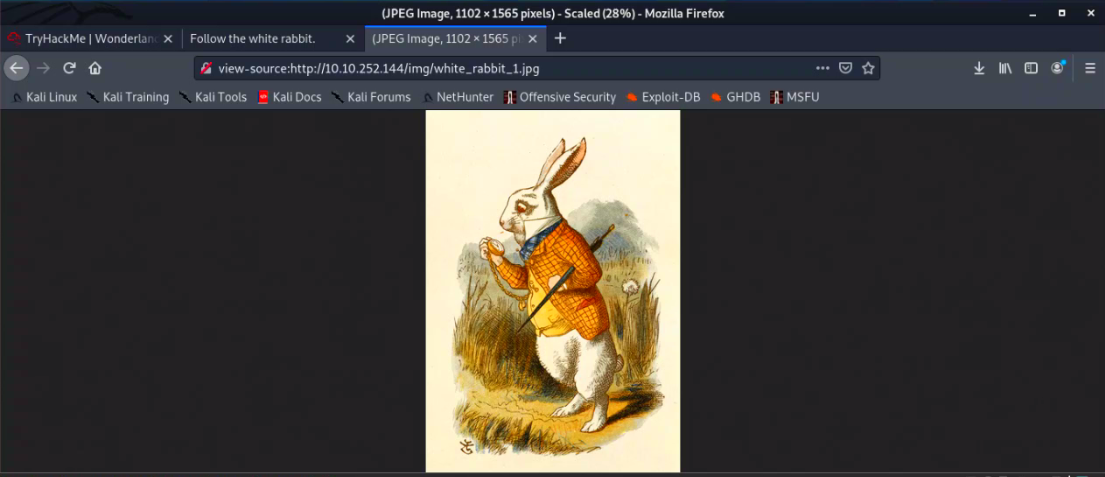 (JPEG Image, 1102 × 1565 pixels) - Scaled (28%) - Mozilla Firefox
TryHackMe | Wonderland
Follow the white rabbit.
(JPEG Image, 1102 × 1565 pi
view-source:http://10.10.252.144/img/white_rabbit_1.jpg
Kali Linux Kali Training Kali Tools Kali Docs Kali Forums NetHunter Offensive Security Exploit-DB GHDB MSFU